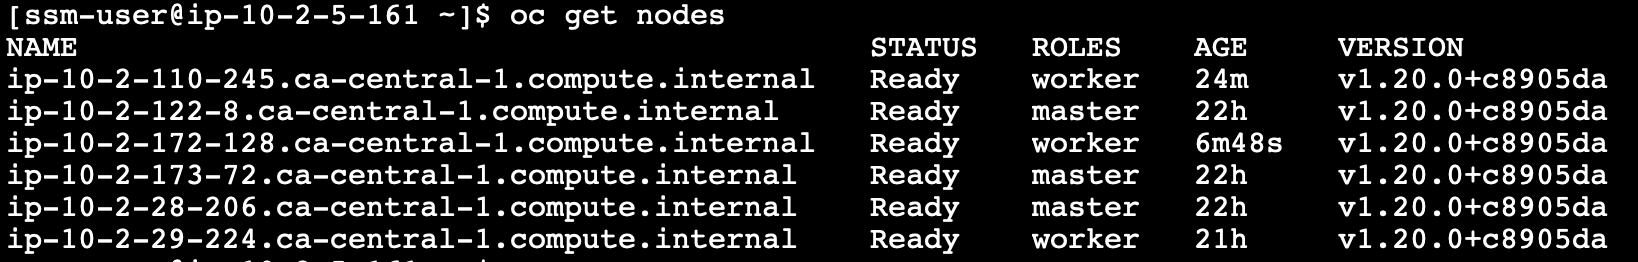 [ssm-user@ip-10-2-5-161 ~]$ oc get nodes
NAME STATUS ROLES AGE VERSION
ip-10-2-110-245.ca-central-1.compute.internal Ready worker 24m v1.20.0+c8905da
ip-10-2-122-8.ca-central-1.compute.internal Ready master 22h v1.20.0+c8905da
ip-10-2-172-128.ca-central-1.compute.internal Ready worker 6m48s v1.20.0+c8905da
ip-10-2-173-72.ca-central-1.compute.internal Ready master 22h v1.20.0+c8905da
ip-10-2-28-206.ca-central-1.compute.internal Ready master 22h v1.20.0+c8905da
ip-10-2-29-224.ca-central-1.compute.internal Ready worker 21h v1.20.0+c8905da